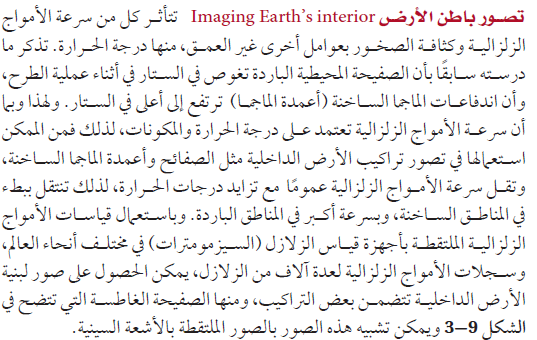 تصور باطن الأرض Imaging Earth's interior تتأثر كل من سرعة الأمواج
الزلزالية وكثافة الصخور بعوامل أخرى غير العمق، منها درجة الحرارة. تذكر ما
درسته سابقًا بأن الصفيحة المحيطية الباردة تغوص في الستار في أثناء عملية الطرح،
وأن اندفاعات الماجما الساخنة (أعمدة الماجما) ترتفع إلى أعلى في الستار. ولهذا وبما
أن سرعة الأمواج الزلزالية تعتمد على درجة الحرارة والمكونات، لذلك فمن الممكن
استعمالها في تصور تراكيب الأرض الداخلية مثل الصفائح وأعمدة الماجما الساخنة،
وتقل سرعة الأمواج الزلزالية عمومًا مع تزايد درجات الحرارة، لذلك تنتقل ببطء
في المناطق الساخنة، وبسرعة أكبر في المناطق الباردة. وباستعمال قياسات الأمواج
الزلزالية الملتقطة بأجهزة قياس الزلازل (السيزمومترات) في مختلف أنحاء العالم،
وسجلات الأمواج الزلزالية لعدة آلاف من الزلازل، يمكن الحصول على صور لبنية
الأرض الداخلية تتضمن بعض التراكيب، ومنها الصفيحة الغاطسة التي تتضح في
الشكل 9–3 ويمكن تشبيه هذه الصور بالصور الملتقطة بالأشعة السينية.